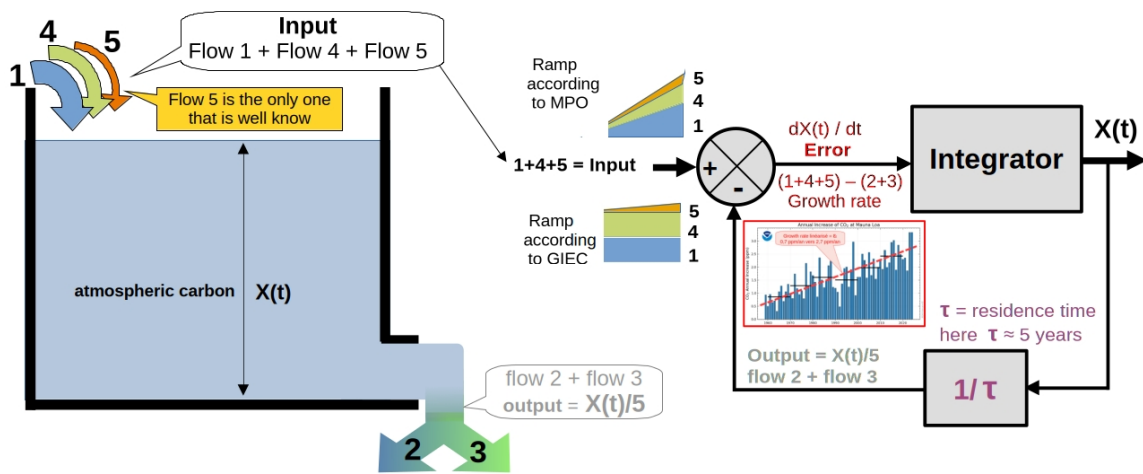 Input
Flow 1 + Flow 4 + Flow 5
4
5
1
Flow 5 is the only one
that is well know
atmospheric carbon X(t)
flow 2 + flow 3
output = X(t)/5
2
3
Ramp
according
to MPO
5
4
1
1+4+5 = Input
Ramp
according
to GIEC
5
4
1
+
-
dX(t) / dt
Error
(1+4+5) – (2+3)
Growth rate
Integrator
X(t)
Annual Increase of CO₂ at Mauna Loa
τ = residence time
here τ ≈ 5 years
Output = X(t)/5
flow 2 + flow 3
1/ τ